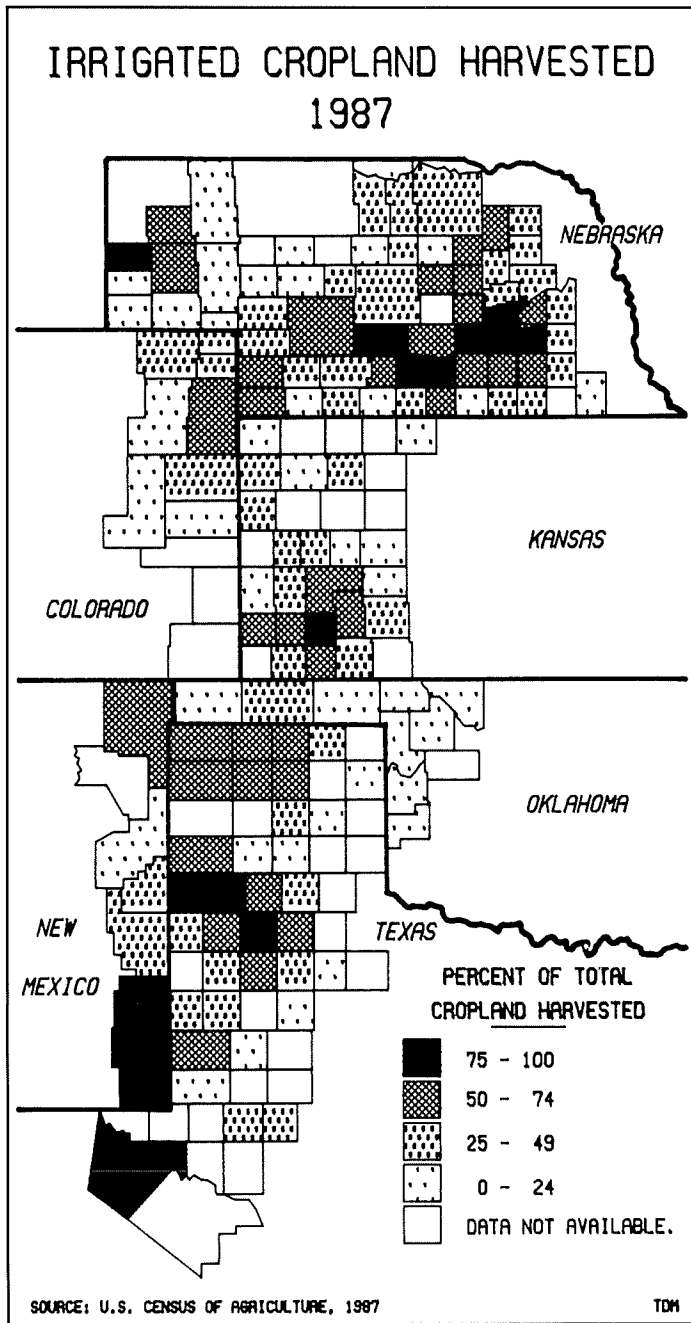 IRRIGATED CROPLAND HARVESTED
1987
NEBRASKA
KANSAS
COLORADO
OKLAHOMA
NEW
MEXICO
TEXAS
PERCENT OF TOTAL
CROPLAND HARVESTED
75 - 100
50 - 74
25 - 49
0 - 24
DATA NOT AVAILABLE.
SOURCE: U.S. CENSUS OF AGRICULTURE, 1987
TDM